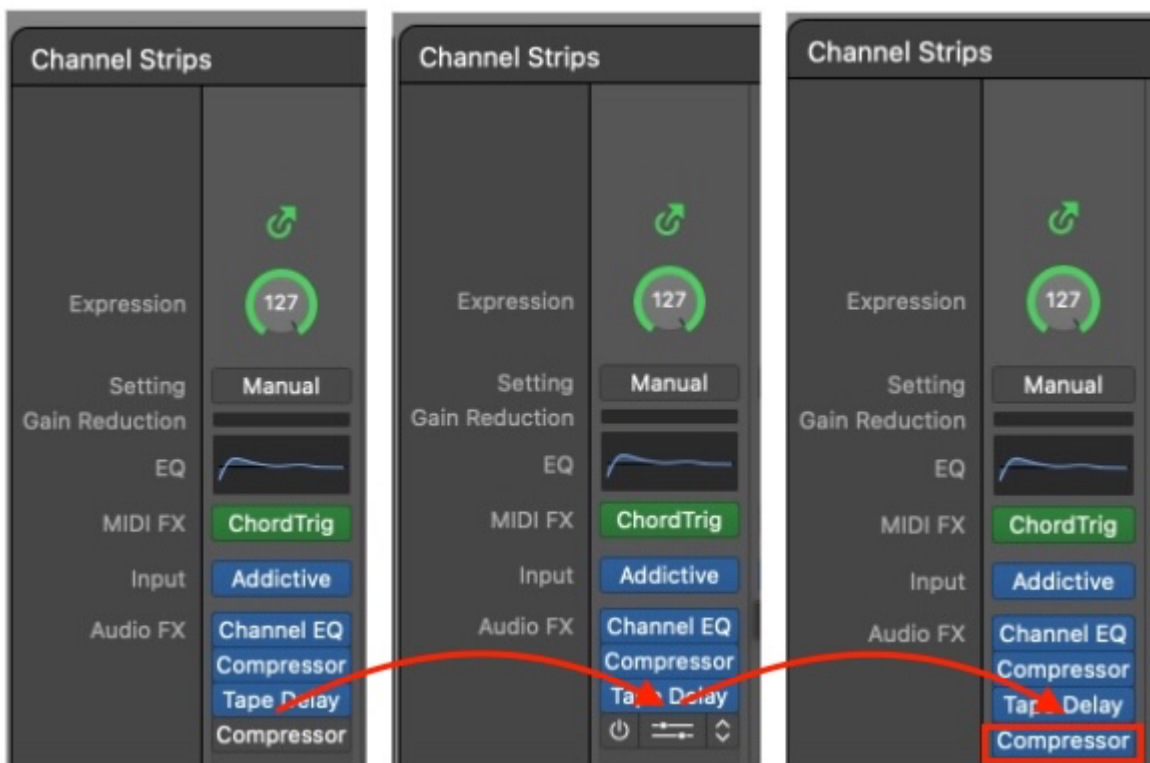 Channel Strips
Expression 127
Setting Manual
Gain Reduction
EQ
MIDI FX ChordTrig
Input Addictive
Audio FX Channel EQ
Compressor
Tape Delay
Compressor
Channel Strips
Expression 127
Setting Manual
Gain Reduction
EQ
MIDI FX ChordTrig
Input Addictive
Audio FX Channel EQ
Compressor
Tape Delay
Channel Strips
Expression 127
Setting Manual
Gain Reduction
EQ
MIDI FX ChordTrig
Input Addictive
Audio FX Channel EQ
Compressor
Tape Delay
Compressor